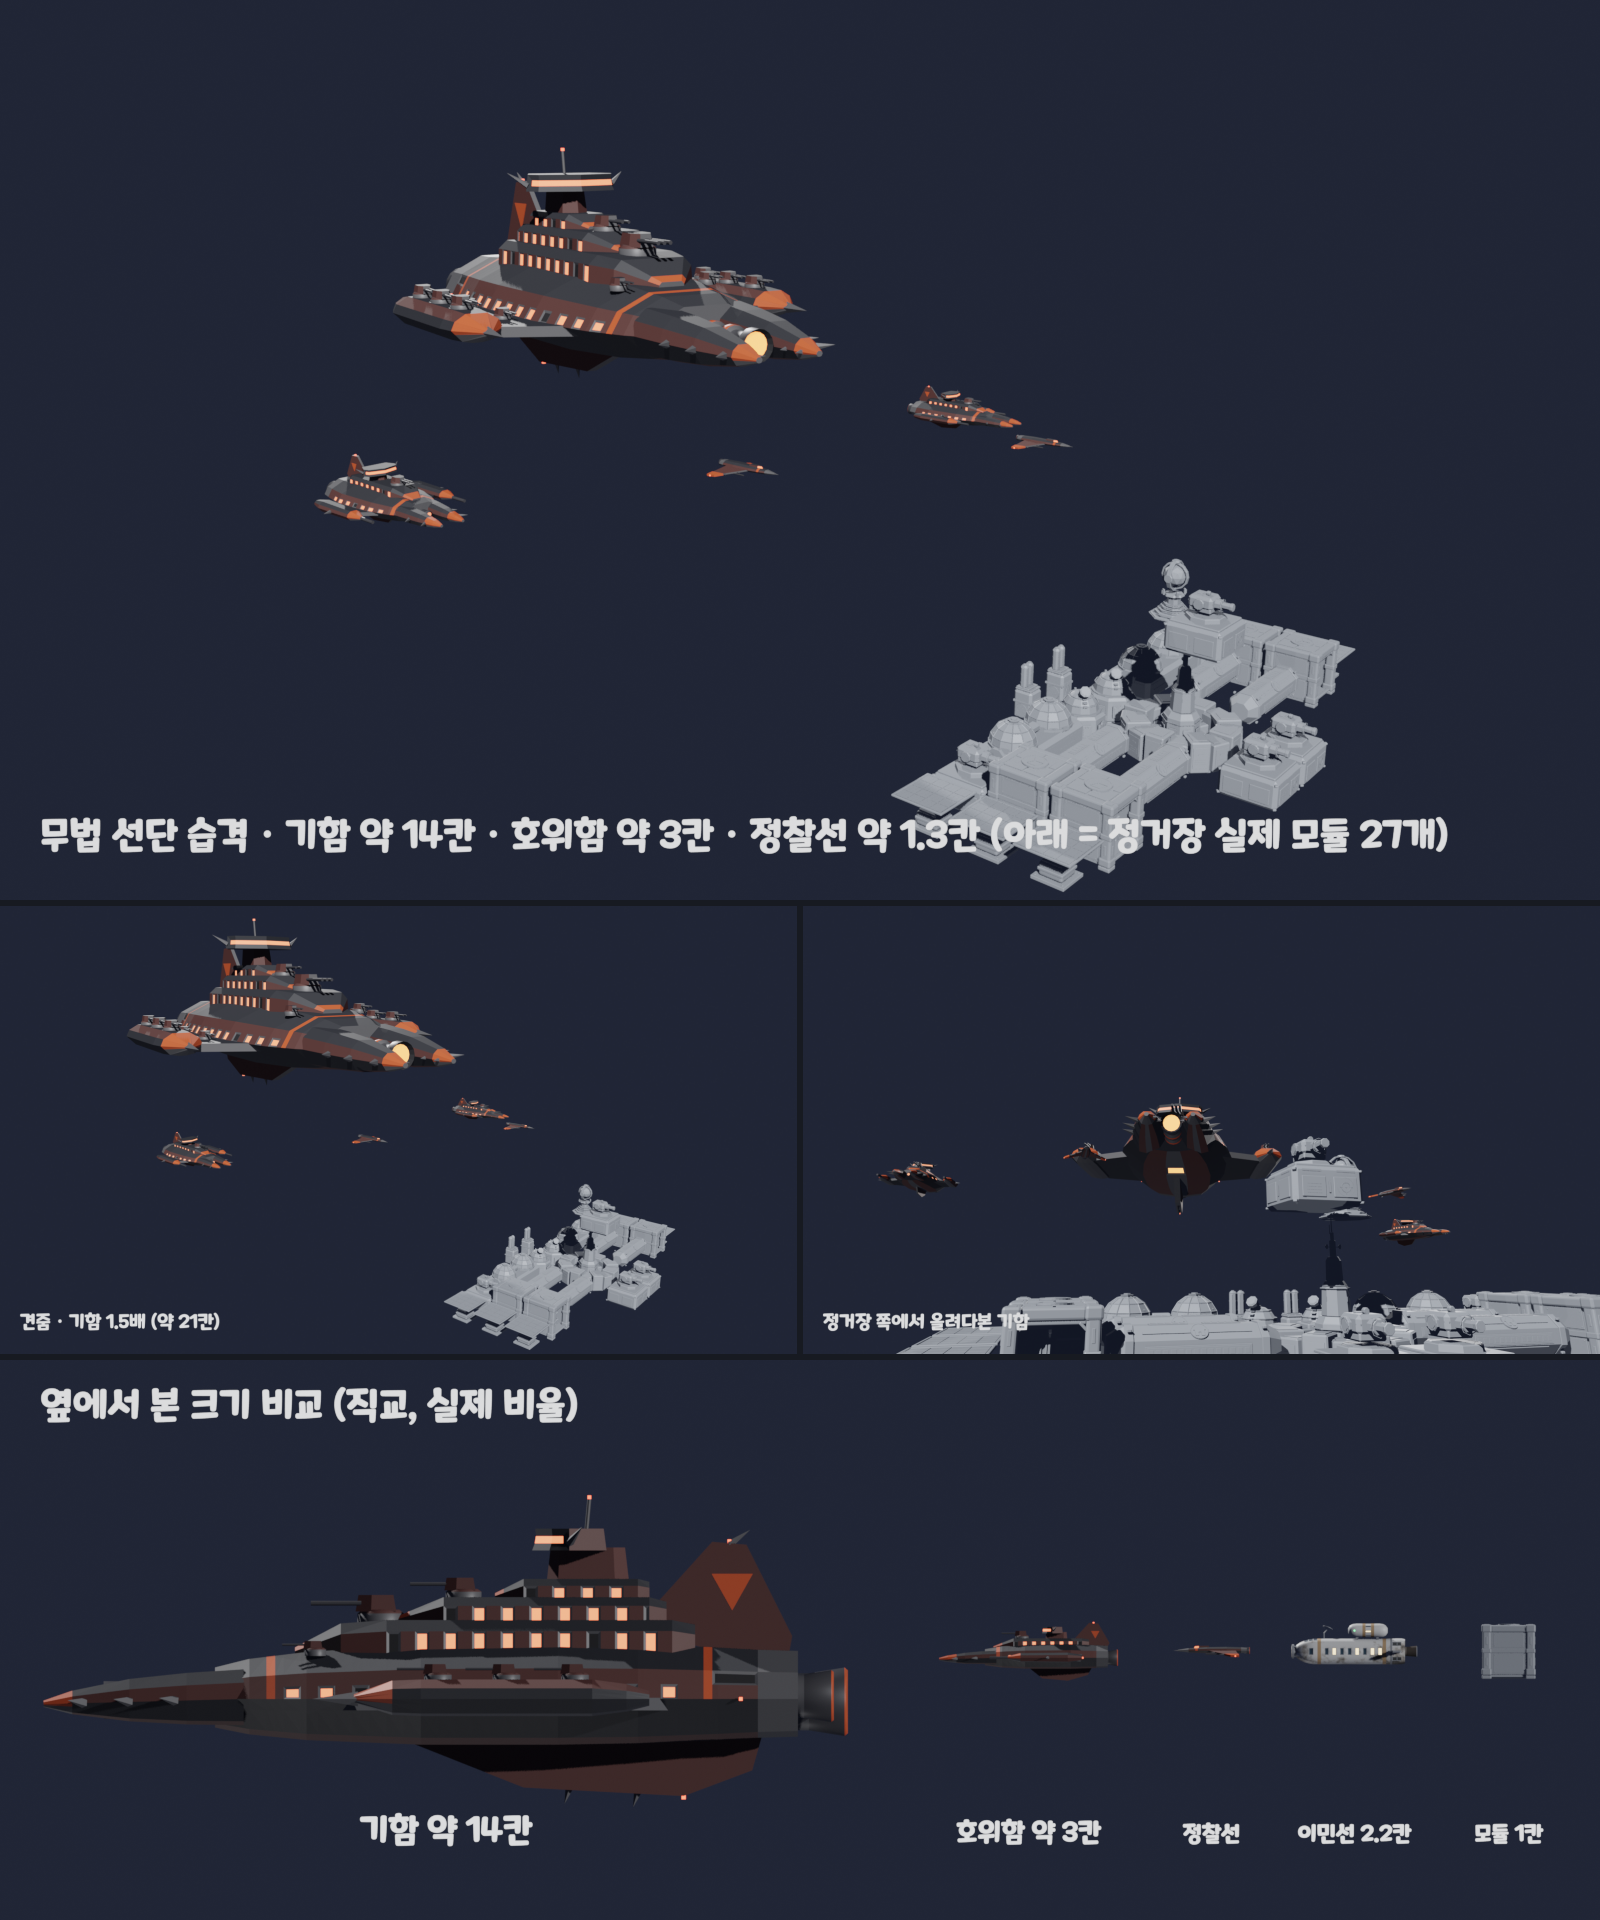 무법 선단 습격 · 기함 약 14칸 · 호위함 약 3칸 · 정찰선 약 1.3칸 (아래 = 정거장 실제 모듈 27개)
견줌 · 기함 1.5배 (약 21칸)
정거장 쪽에서 올려다본 기함
옆에서 본 크기 비교 (직교, 실제 비율)
기함 약 14칸
호위함 약 3칸
정찰선
이민선 2.2칸
모듈 1칸